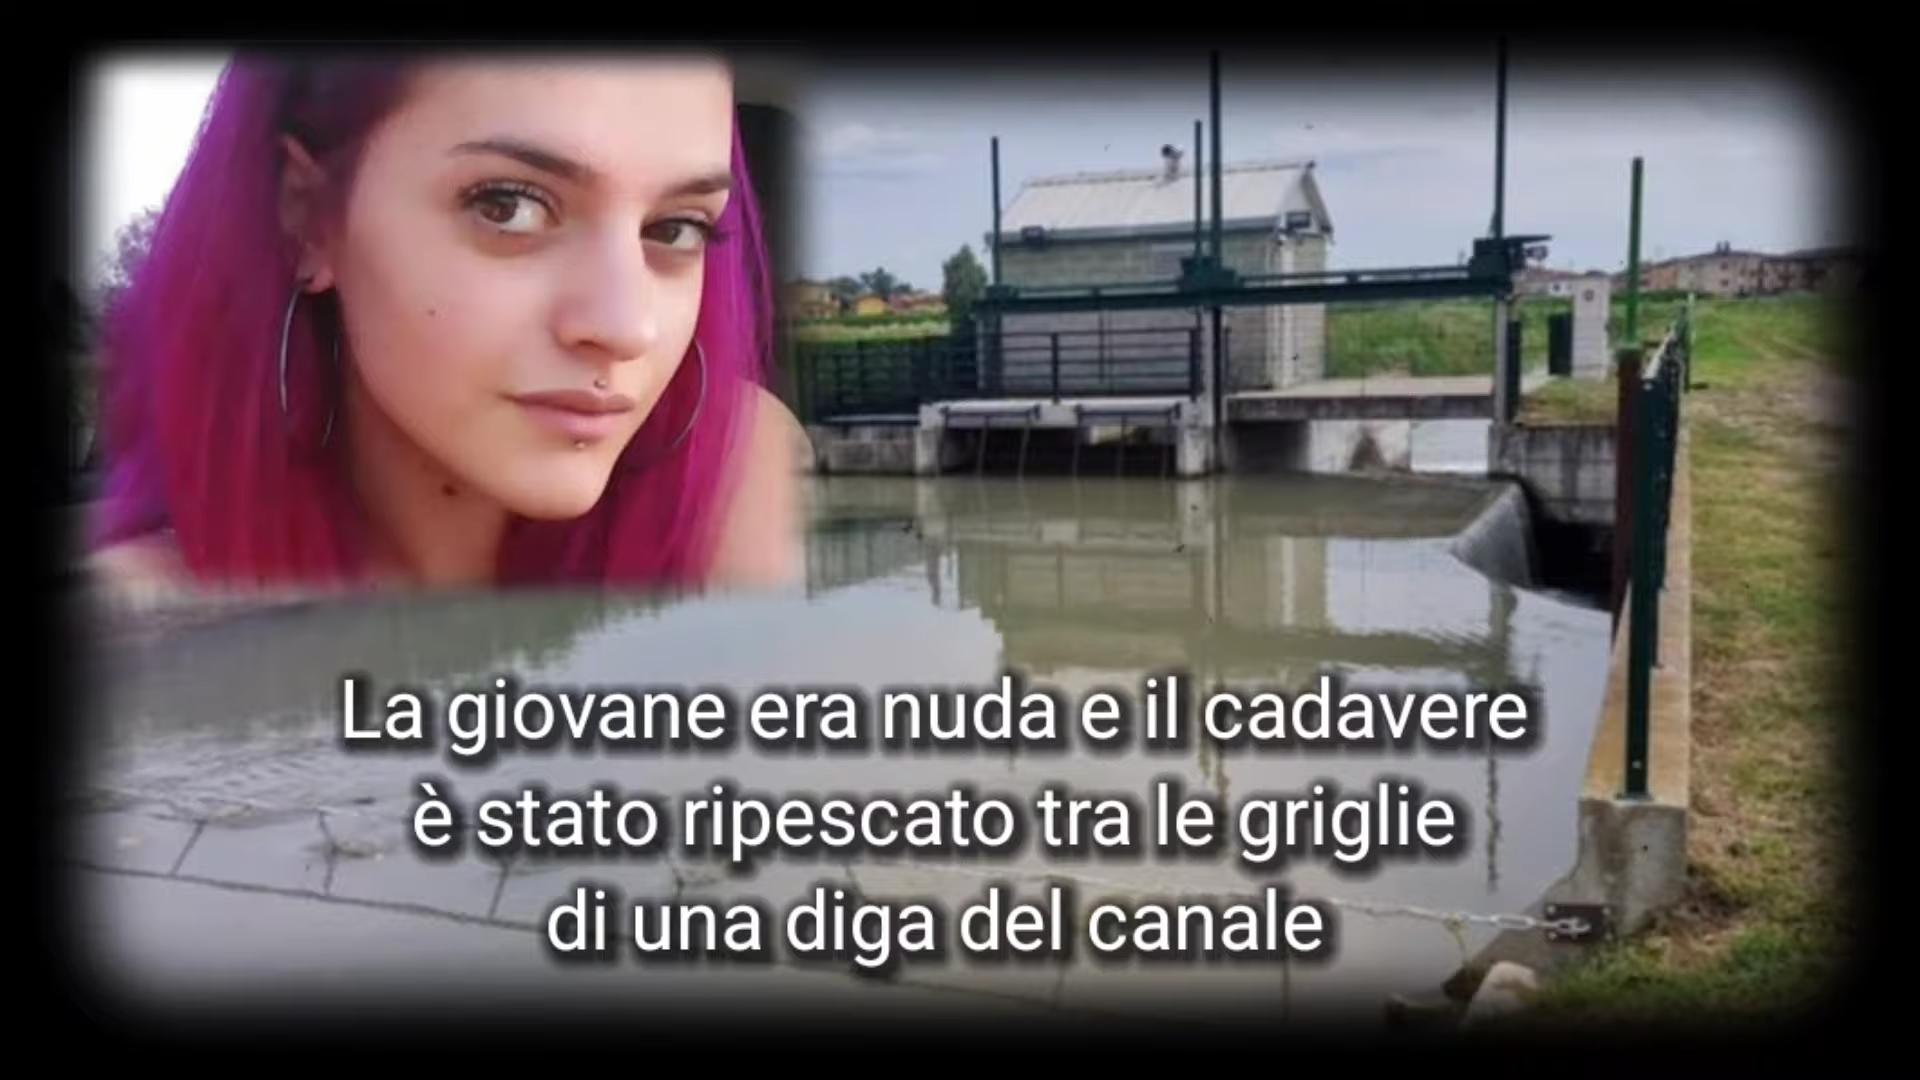 La giovane era nuda e il cadavere
è stato ripescato tra le griglie
di una diga del canale